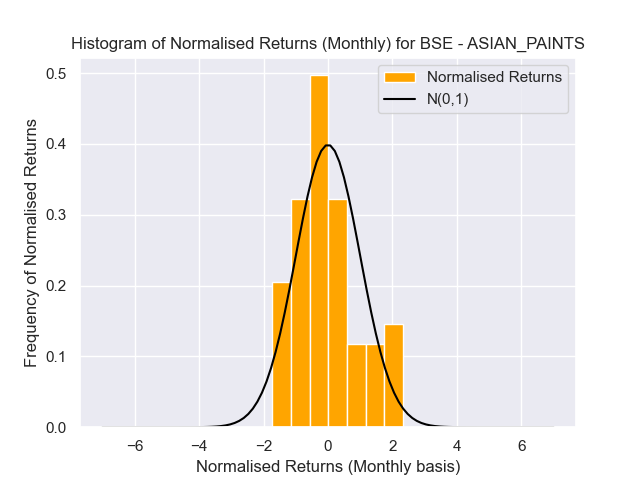 Histogram of Normalised Returns (Monthly) for BSE - ASIAN_PAINTS
Normalised Returns
N(0,1)
Frequency of Normalised Returns
0.5
0.4
0.3
0.2
0.1
0.0
−6 −4 −2 0 2 4 6
Normalised Returns (Monthly basis)